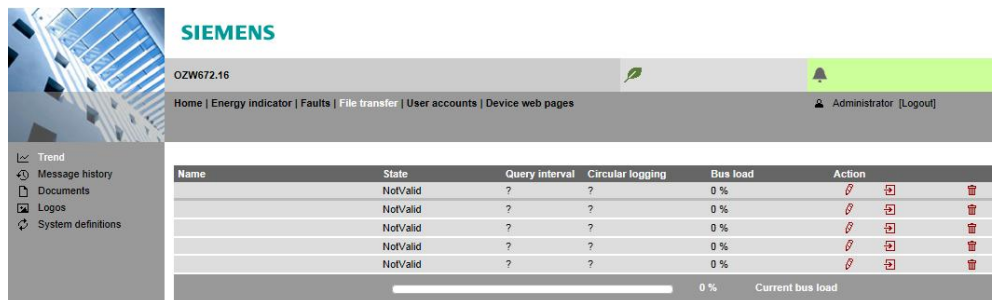 SIEMENS
OZW672.16
Home | Energy indicator | Faults | File transfer | User accounts | Device web pages
Administrator [Logout]
Trend
Message history
Documents
Logos
System definitions
Name State Query interval Circular logging Bus load Action
NotValid ? ? 0 %
NotValid ? ? 0 %
NotValid ? ? 0 %
NotValid ? ? 0 %
NotValid ? ? 0 %
0 % Current bus load